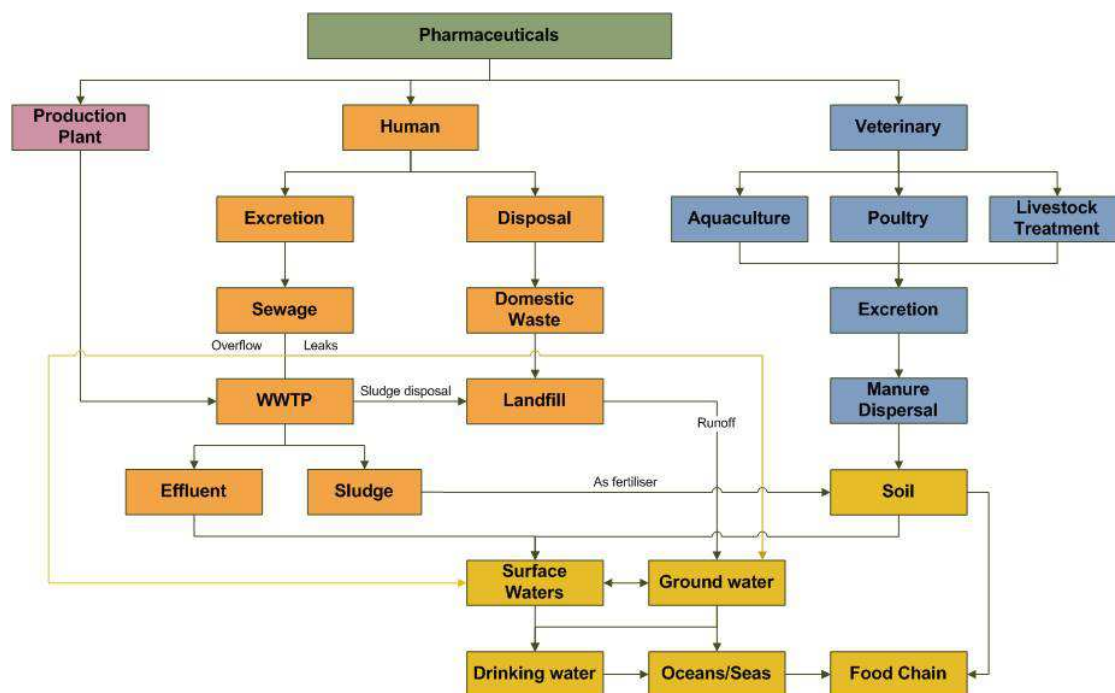 Pharmaceuticals
Production
Plant
Human
Veterinary
Excretion
Disposal
Aquaculture
Poultry
Livestock
Treatment
Sewage
Domestic
Waste
Excretion
Overflow
Leaks
WWTP
Sludge disposal
Landfill
Manure
Dispersal
Runoff
Effluent
Sludge
As fertiliser
Soil
Surface
Waters
Ground water
Drinking water
Oceans/Seas
Food Chain